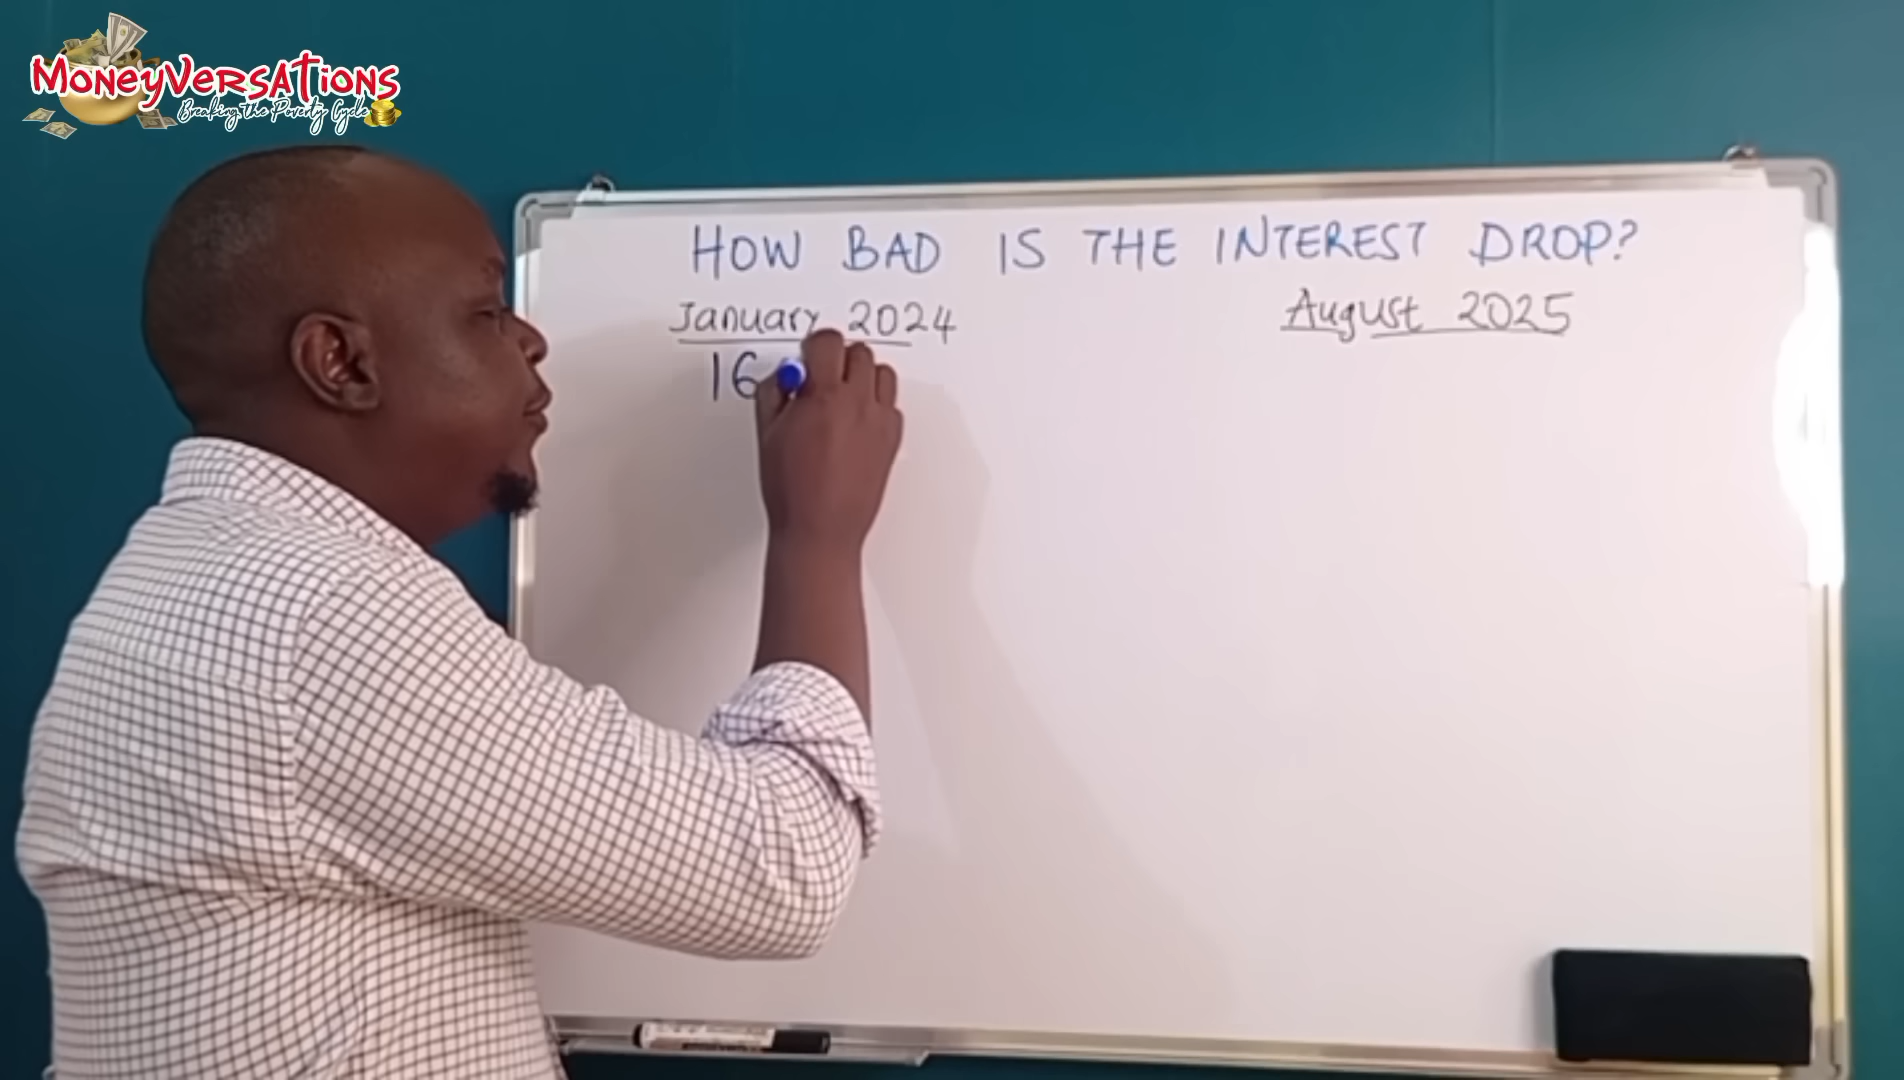 MoneyVersations
Breaking the Poverty Cycle
HOW BAD IS THE INTEREST DROP?
January 2024
August 2025
16